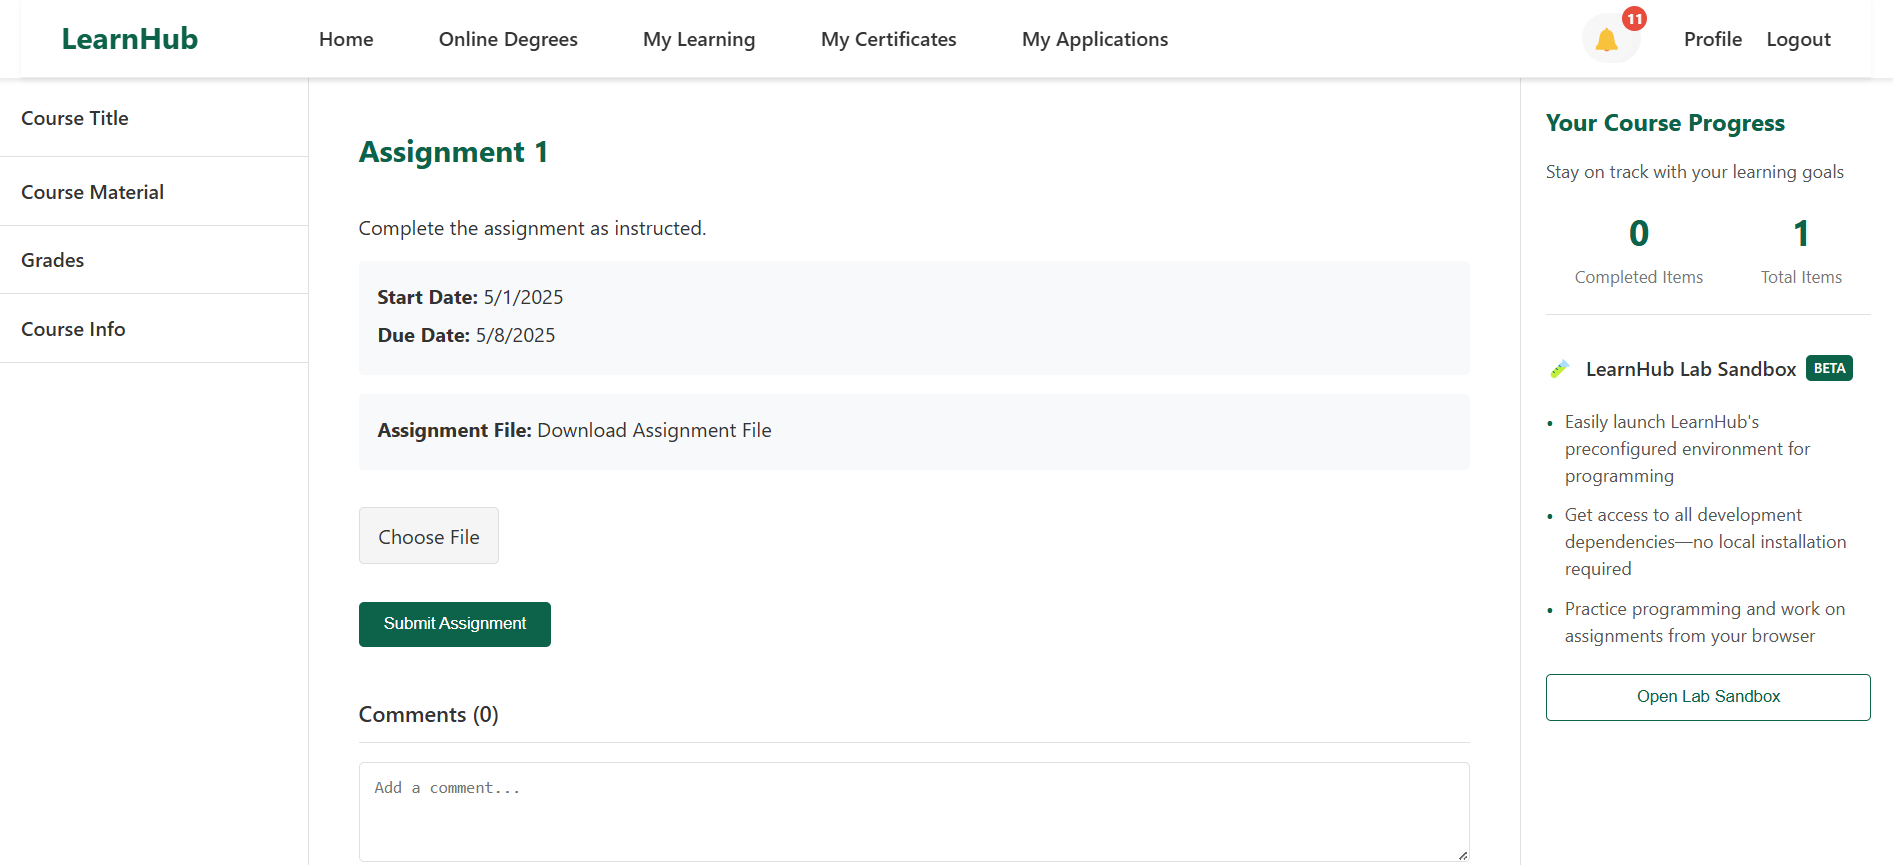 LearnHub
Home
Online Degrees
My Learning
My Certificates
My Applications
11
Profile
Logout
Course Title
Course Material
Grades
Course Info
Assignment 1
Complete the assignment as instructed.
Start Date: 5/1/2025
Due Date: 5/8/2025
Assignment File: Download Assignment File
Choose File
Submit Assignment
Comments (0)
Add a comment...
Your Course Progress
Stay on track with your learning goals
0
Completed Items
1
Total Items
LearnHub Lab Sandbox BETA
• Easily launch LearnHub's
preconfigured environment for
programming
• Get access to all development
dependencies—no local installation
required
• Practice programming and work on
assignments from your browser
Open Lab Sandbox